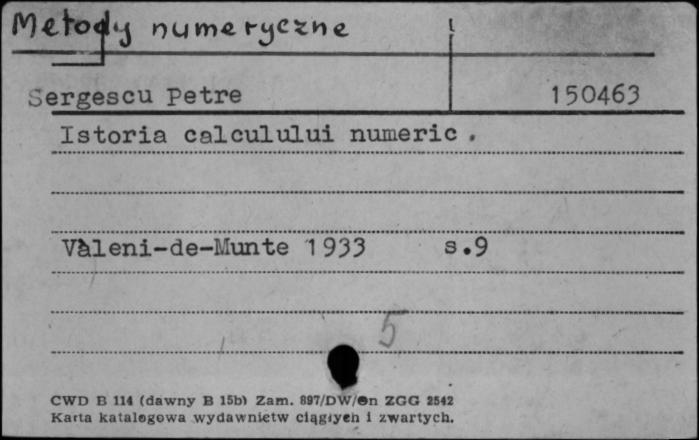 Metody numeryczne
Sergescu Petre 150463
Istoria calculului numeric.
Vàleni-de-Munte 1933 s.9
5
CWD B 114 (dawny B 15b) Zam. 897/DW/en ZGG 2542
Karta katalogowa wydawnictw ciągłych i zwartych.